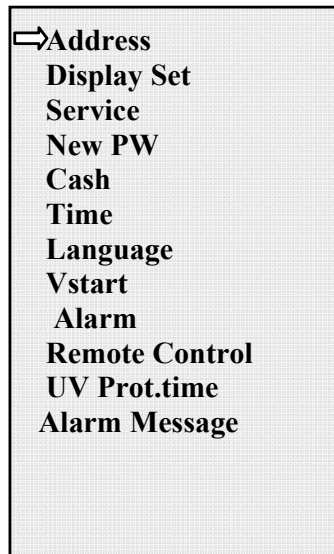 Address
Display Set
Service
New PW
Cash
Time
Language
Vstart
Alarm
Remote Control
UV Prot.time
Alarm Message